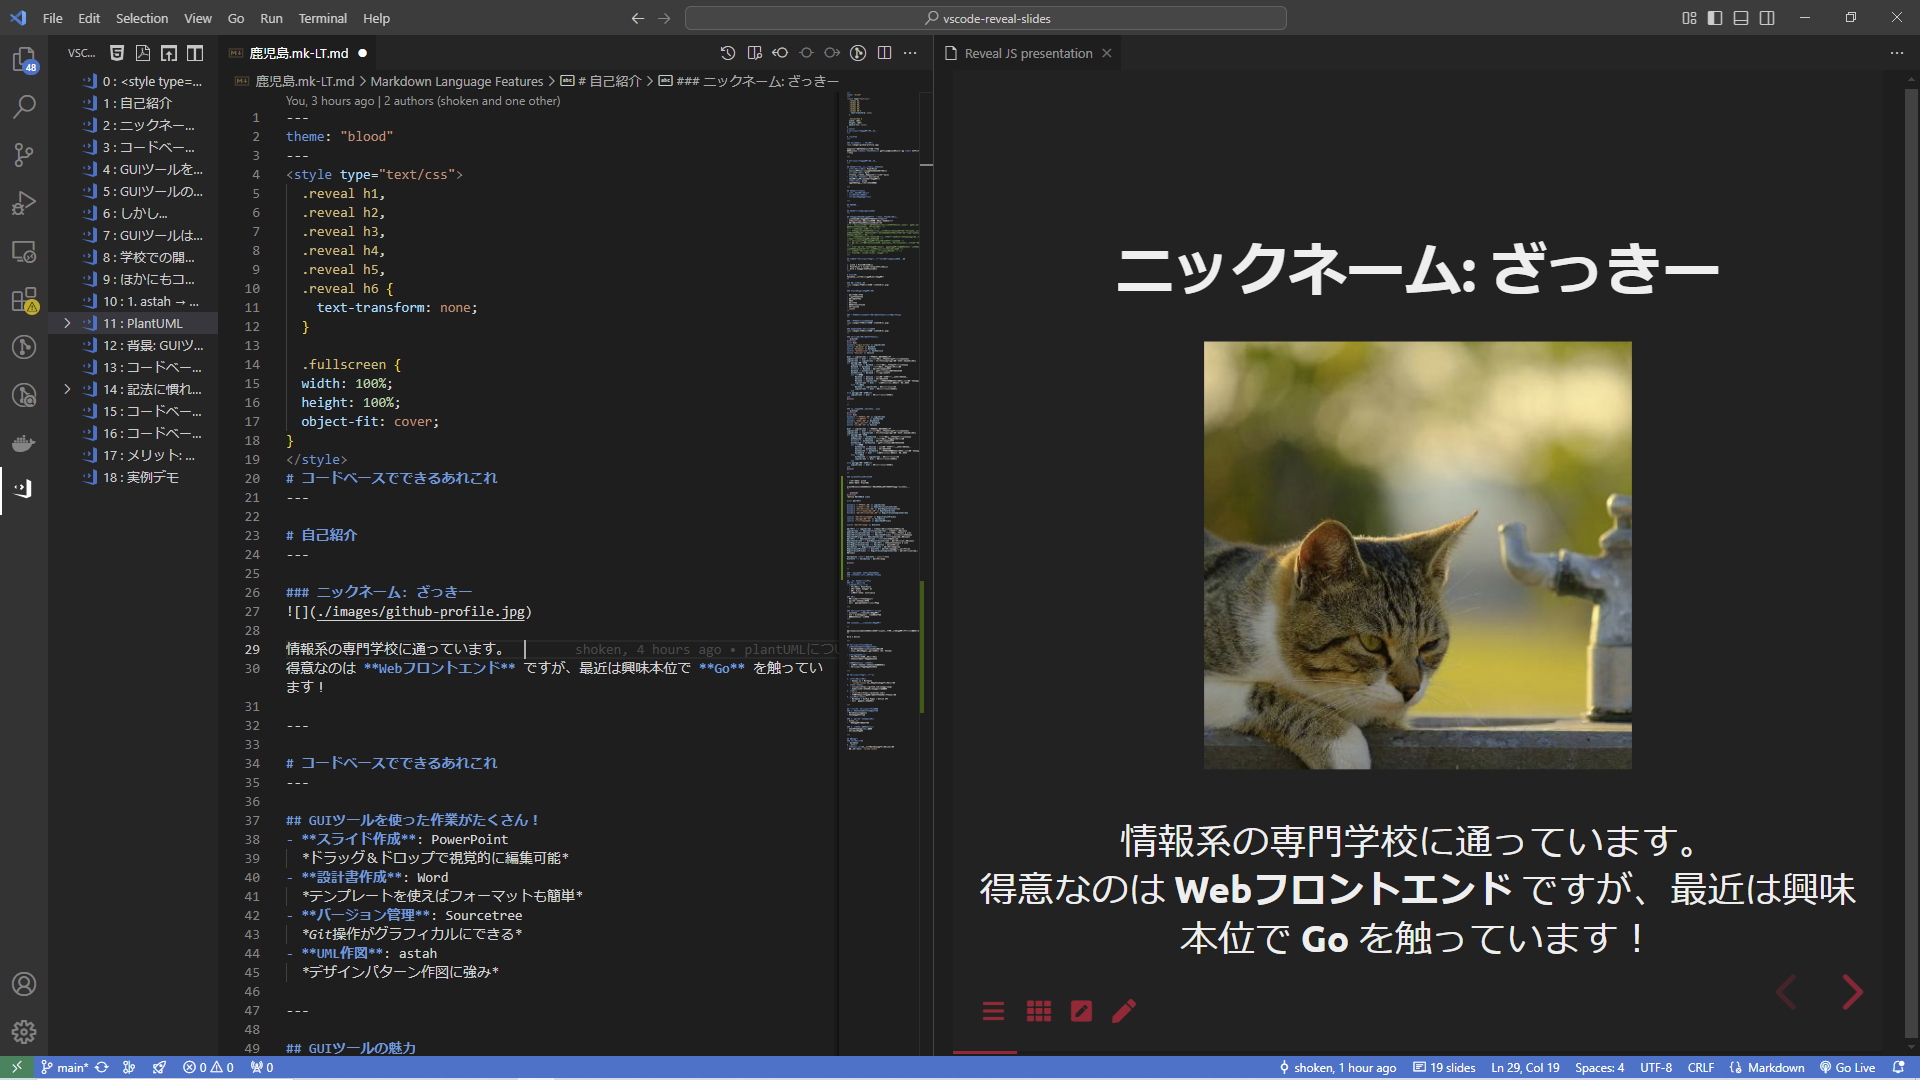 File Edit Selection View Go Run Terminal Help
vscode-reveal-slides
48
VSC...
0 : <style type=...
1 : 自己紹介
2 : ニックネー...
3 : コードベー...
4 : GUIツールを...
5 : GUIツールの...
6 : しかし...
7 : GUIツールは...
8 : 学校での開...
9 : ほかにもコ...
10 : 1. astah → ...
11 : PlantUML
12 : 背景: GUIツ...
13 : コードベー...
14 : 記法に慣れ...
15 : コードベー...
16 : コードベー...
17 : メリット: ...
18 : 実例デモ
鹿児島.mk-LT.md
鹿児島.mk-LT.md > Markdown Language Features > # 自己紹介 > ### ニックネーム: ざっきー
You, 3 hours ago | 2 authors (shoken and one other)
1 ---
2 theme: "blood"
3 ---
4 <style type="text/css">
5 .reveal h1,
6 .reveal h2,
7 .reveal h3,
8 .reveal h4,
9 .reveal h5,
10 .reveal h6 {
11 text-transform: none;
12 }
13
14 .fullscreen {
15 width: 100%;
16 height: 100%;
17 object-fit: cover;
18 }
19 </style>
20 # コードベースでできるあれこれ
21 ---
22
23 # 自己紹介
24 ---
25
26 ### ニックネーム: ざっきー
27 ![](./images/github-profile.jpg)
28
29 情報系の専門学校に通っています。 shoken, 4 hours ago • plantUMLについ
30 得意なのは **Webフロントエンド** ですが、最近は興味本位で **Go** を触ってい
ます！
31
32 ---
33
34 # コードベースでできるあれこれ
35 ---
36
37 ## GUIツールを使った作業がたくさん！
38 - **スライド作成**: PowerPoint
39 *ドラッグ＆ドロップで視覚的に編集可能*
40 - **設計書作成**: Word
41 *テンプレートを使えばフォーマットも簡単*
42 - **バージョン管理**: Sourcetree
43 *Git操作がグラフィカルにできる*
44 - **UML作図**: astah
45 *デザインパターン作図に強み*
46
47 ---
48
49 ## GUIツールの魅力
Reveal JS presentation
ニックネーム: ざっきー
情報系の専門学校に通っています。
得意なのは Webフロントエンド ですが、最近は興味
本位で Go を触っています！
main* 0 0 0 shoken, 1 hour ago 19 slides Ln 29, Col 19 Spaces: 4 UTF-8 CRLF Markdown Go Live